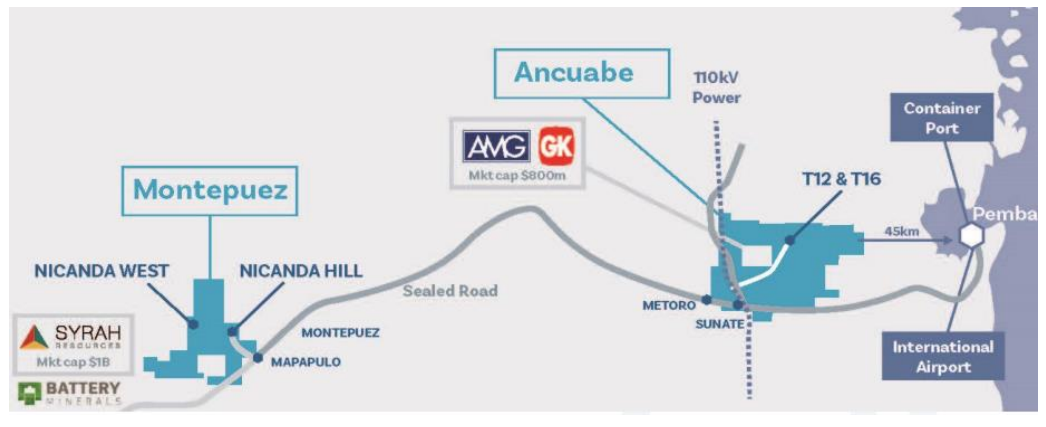 Ancuabe
110kV
Power
Container
Port
AMG GK
Mkt cap $800m
T12 & T16
Montepuez
Pemba
45km
NICANDA WEST
NICANDA HILL
Sealed Road
METORO
SUNATE
SYRAH
RESOURCES
Mkt cap $1B
MONTEPUEZ
MAPAPULO
International
Airport
BATTERY
MINERALS